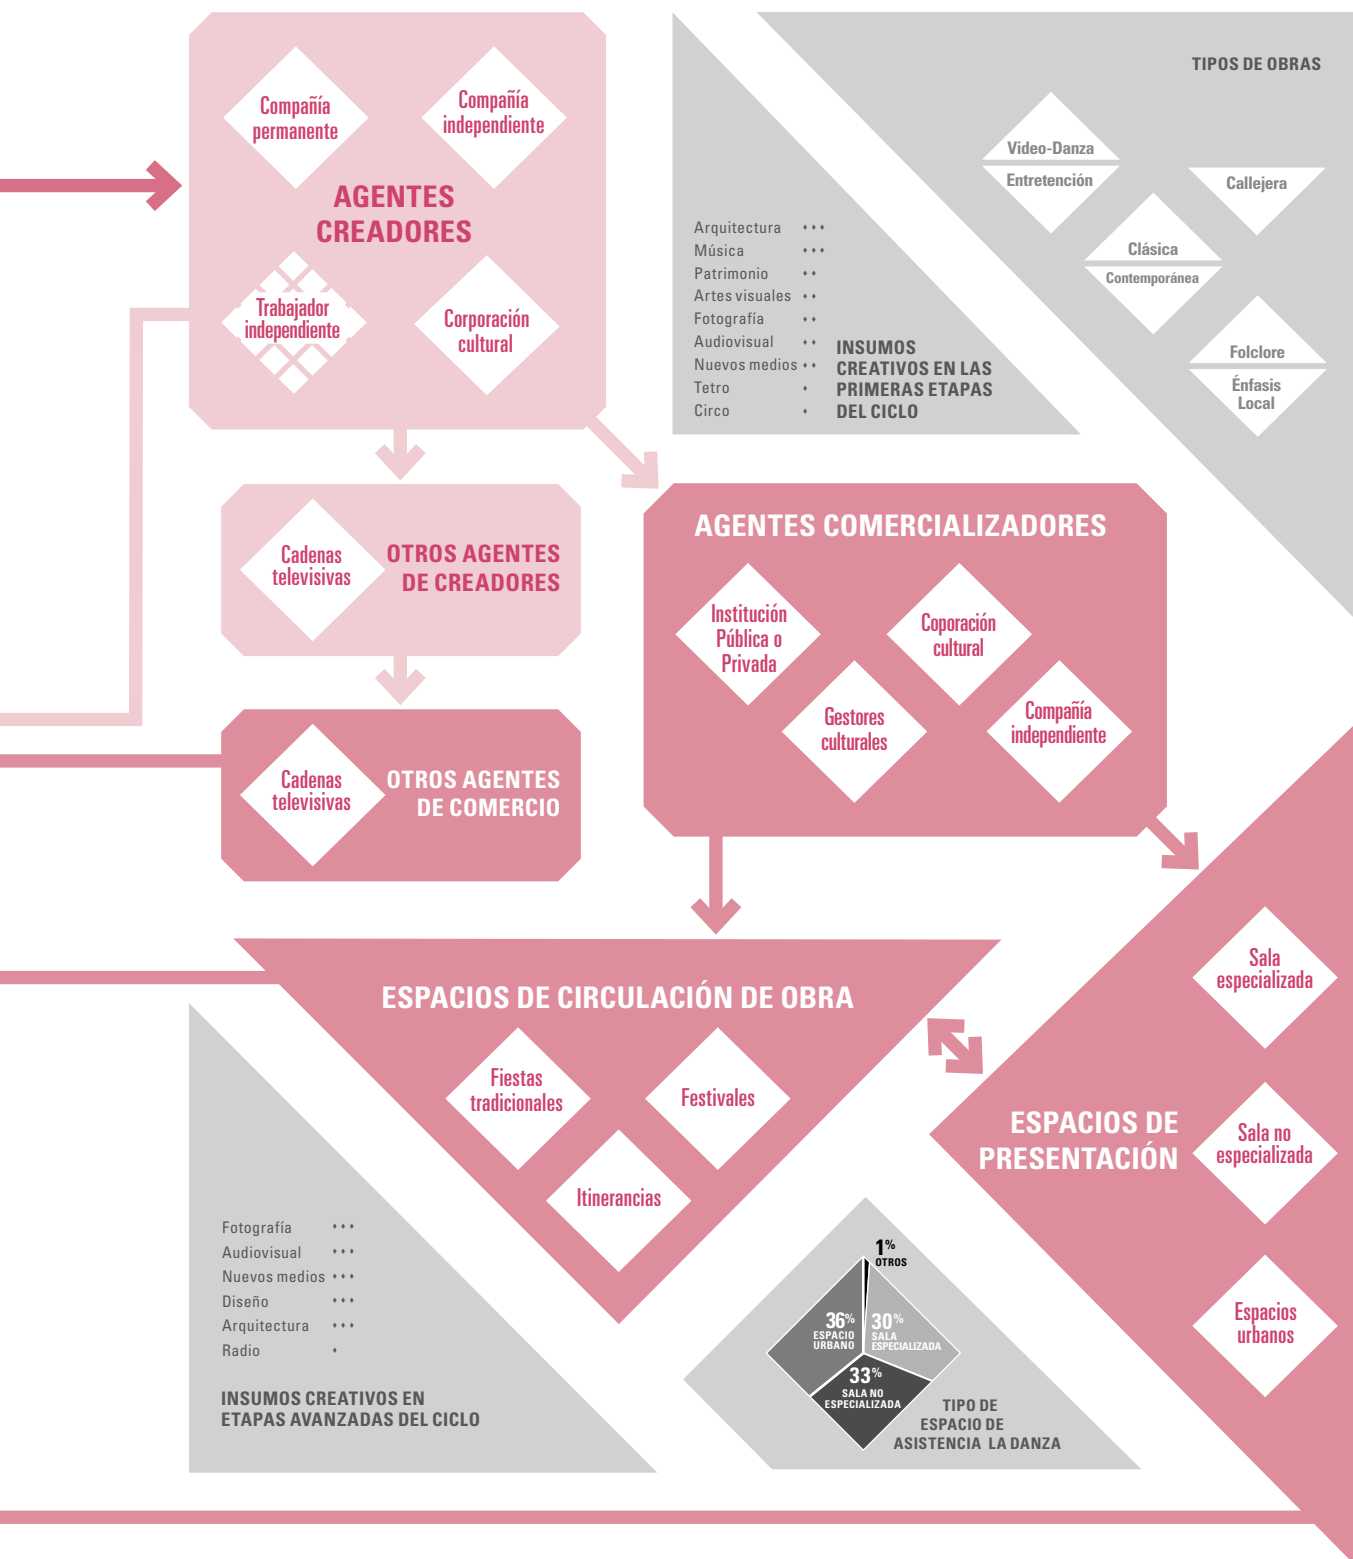 Compañía
permanente
Compañía
independiente
AGENTES
CREADORES
Trabajador
independiente
Corporación
cultural
TIPOS DE OBRAS
Video-Danza
Entretención
Callejera
Clásica
Contemporánea
Folclore
Énfasis
Local
Arquitectura
Música
Patrimonio
Artes visuales
Fotografía
Audiovisual
Nuevos medios
Tetro
Circo
INSUMOS
CREATIVOS EN LAS
PRIMERAS ETAPAS
DEL CICLO
Cadenas
televisivas
OTROS AGENTES
DE CREADORES
AGENTES COMERCIALIZADORES
Institución
Pública o
Privada
Coporación
cultural
Gestores
culturales
Compañía
independiente
Cadenas
televisivas
OTROS AGENTES
DE COMERCIO
ESPACIOS DE CIRCULACIÓN DE OBRA
Fiestas
tradicionales
Festivales
Itinerancias
Sala
especializada
ESPACIOS DE
PRESENTACIÓN
Sala no
especializada
Espacios
urbanos
Fotografía
Audiovisual
Nuevos medios
Diseño
Arquitectura
Radio
INSUMOS CREATIVOS EN
ETAPAS AVANZADAS DEL CICLO
1%
OTROS
36%
ESPACIO
URBANO
30%
SALA
ESPECIALIZADA
33%
SALA NO
ESPECIALIZADA
TIPO DE
ESPACIO DE
ASISTENCIA LA DANZA